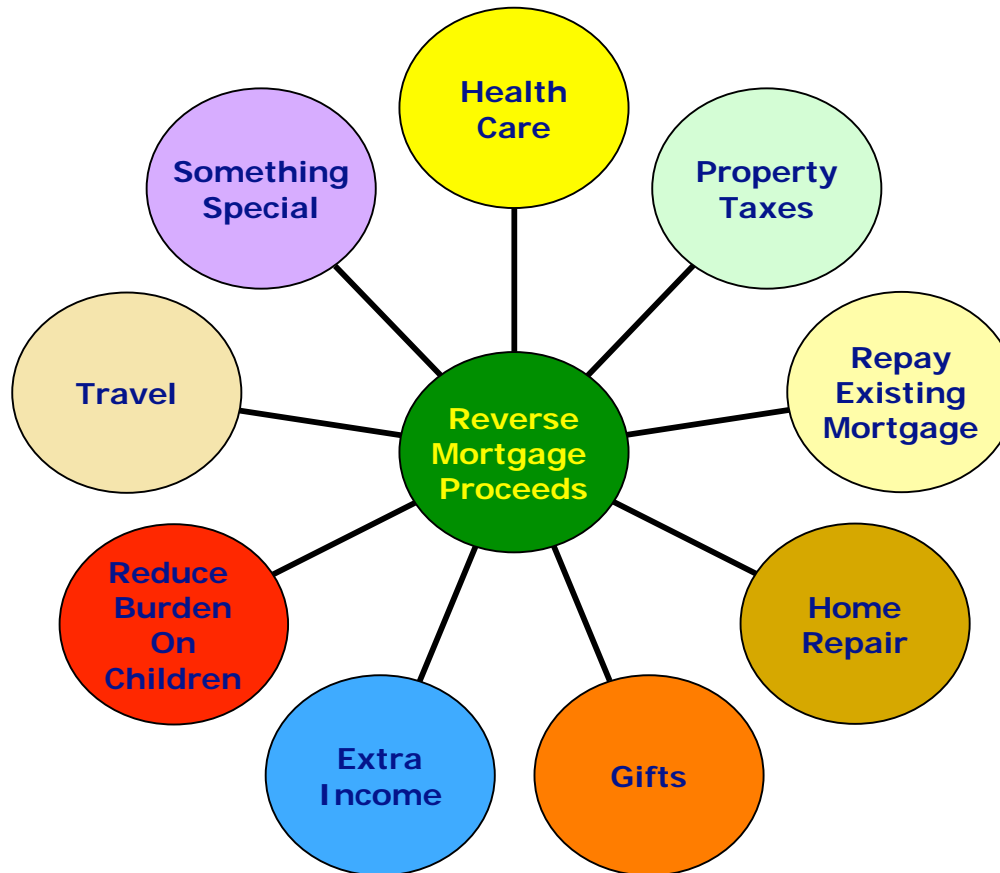 Health
Care
Property
Taxes
Repay
Existing
Mortgage
Home
Repair
Gifts
Extra
Income
Reduce
Burden
On
Children
Travel
Something
Special
Reverse
Mortgage
Proceeds